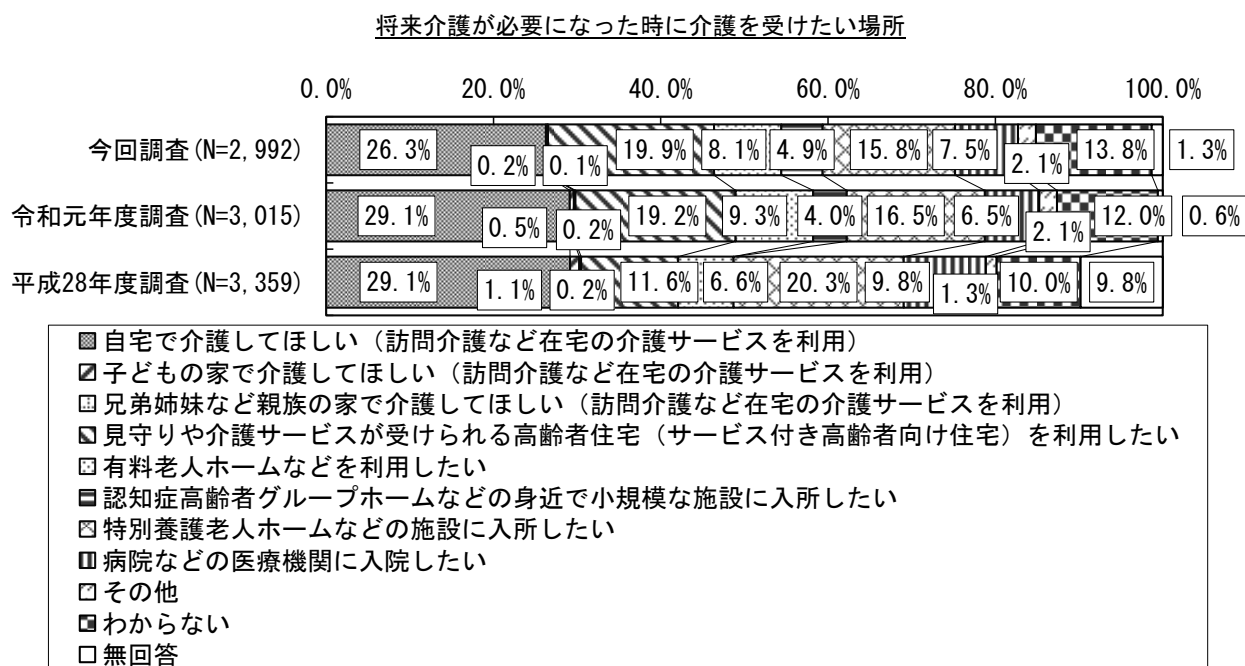 将来介護が必要になった時に介護を受けたい場所
0.0% 20.0% 40.0% 60.0% 80.0% 100.0%
今回調査(N=2,992) 26.3% 0.2% 0.1% 19.9% 8.1% 4.9% 15.8% 7.5% 2.1% 13.8% 1.3%
令和元年度調査(N=3,015) 29.1% 0.5% 0.2% 19.2% 9.3% 4.0% 16.5% 6.5% 2.1% 12.0% 0.6%
平成28年度調査(N=3,359) 29.1% 1.1% 0.2% 11.6% 6.6% 20.3% 9.8% 1.3% 10.0% 9.8%
自宅で介護してほしい（訪問介護など在宅の介護サービスを利用）
子どもの家で介護してほしい（訪問介護など在宅の介護サービスを利用）
兄弟姉妹など親族の家で介護してほしい（訪問介護など在宅の介護サービスを利用）
見守りや介護サービスが受けられる高齢者住宅（サービス付き高齢者向け住宅）を利用したい
有料老人ホームなどを利用したい
認知症高齢者グループホームなどの身近で小規模な施設に入所したい
特別養護老人ホームなどの施設に入所したい
病院などの医療機関に入院したい
その他
わからない
無回答